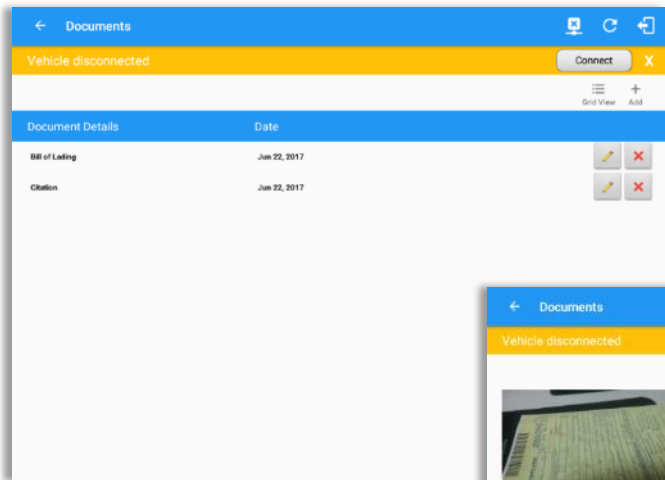 Documents
Vehicle disconnected
Connect
X
Grid View
Add
Document Details
Date
Bill of Lading
Jun 22, 2017
Citation
Jun 22, 2017
Documents
Vehicle disconnected